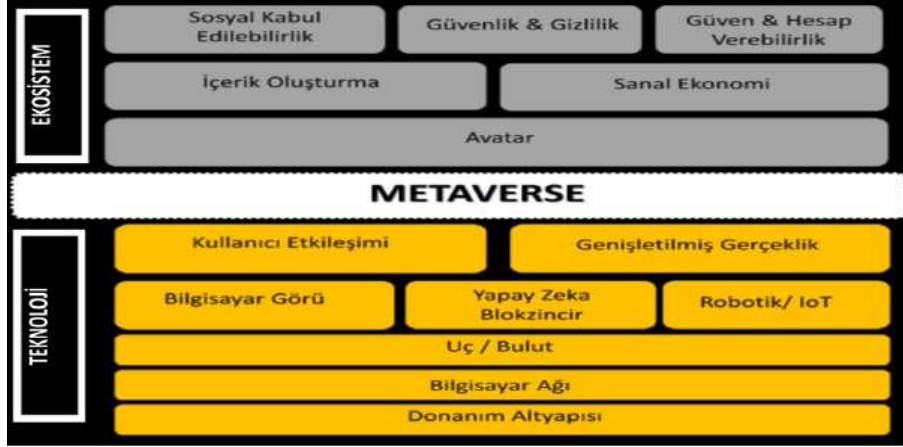 EKOSİSTEM
Sosyal Kabul
Edilebilirlik
Güvenlik & Gizlilik
Güven & Hesap
Verebilirlik
İçerik Oluşturma
Sanal Ekonomi
Avatar
METAVERSE
TEKNOLOJİ
Kullanıcı Etkileşimi
Genişletilmiş Gerçeklik
Bilgisayar Görü
Yapay Zeka
Blokzincir
Robotik/ IoT
Uç / Bulut
Bilgisayar Ağı
Donanım Altyapısı